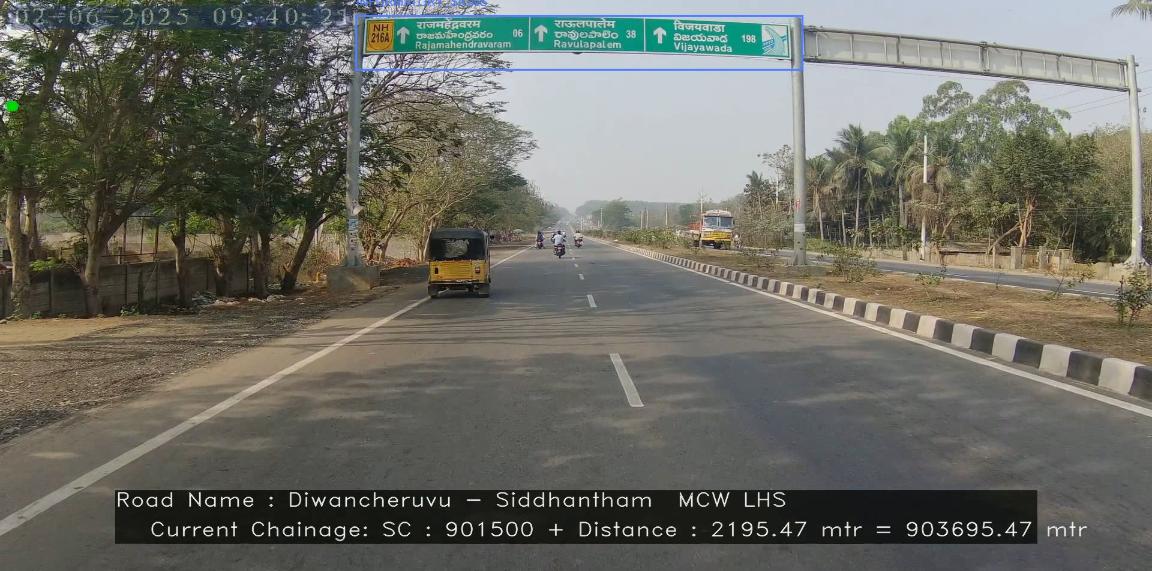 02-06-2025 09:40:21
NH
216A
राजमहेंद्रवरम
రాజమహేంద్రవరం 06
Rajamahendravaram
राऊलपालेम
రావులపాలెం 38
Ravulapalem
विजयवाडा
విజయవాడ 198
Vijayawada
Road Name : Diwancheruvu - Siddhantham MCW LHS
Current Chainage: SC : 901500 + Distance : 2195.47 mtr = 903695.47 mtr